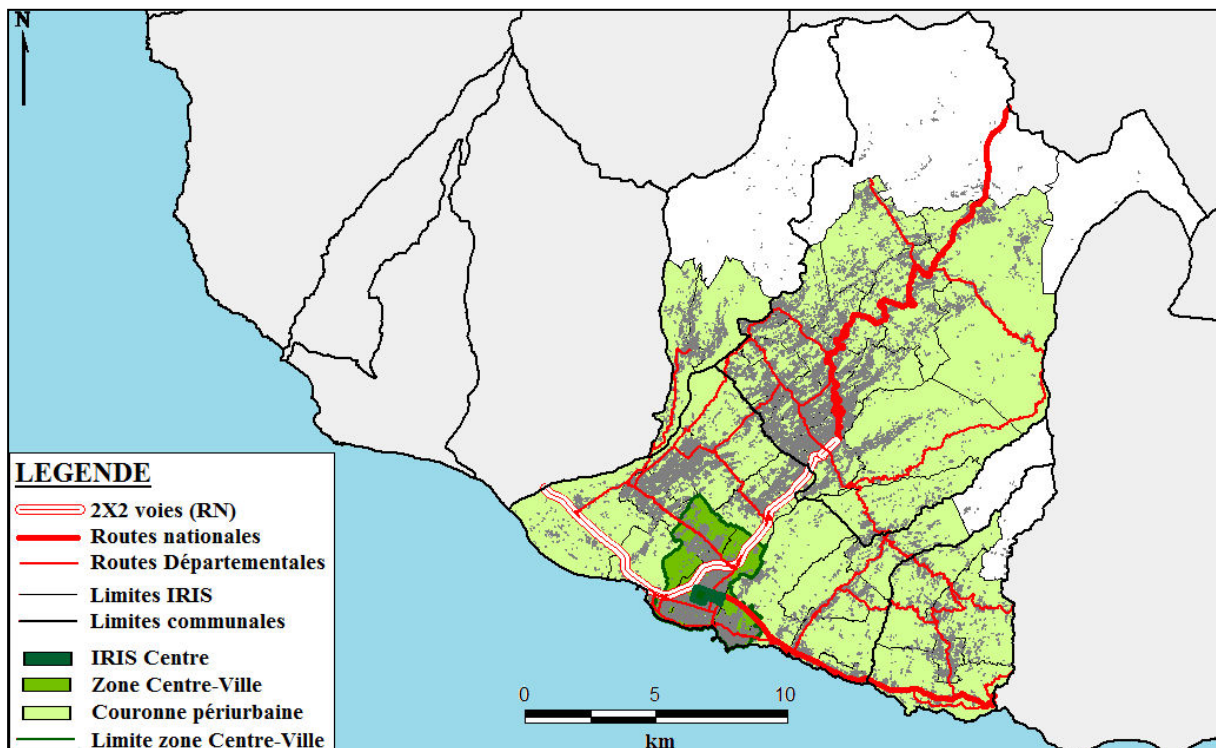 N
LEGENDE
2X2 voies (RN)
Routes nationales
Routes Départementales
Limites IRIS
Limites communales
IRIS Centre
Zone Centre-Ville
Couronne périurbaine
Limite zone Centre-Ville
0 5 10
km